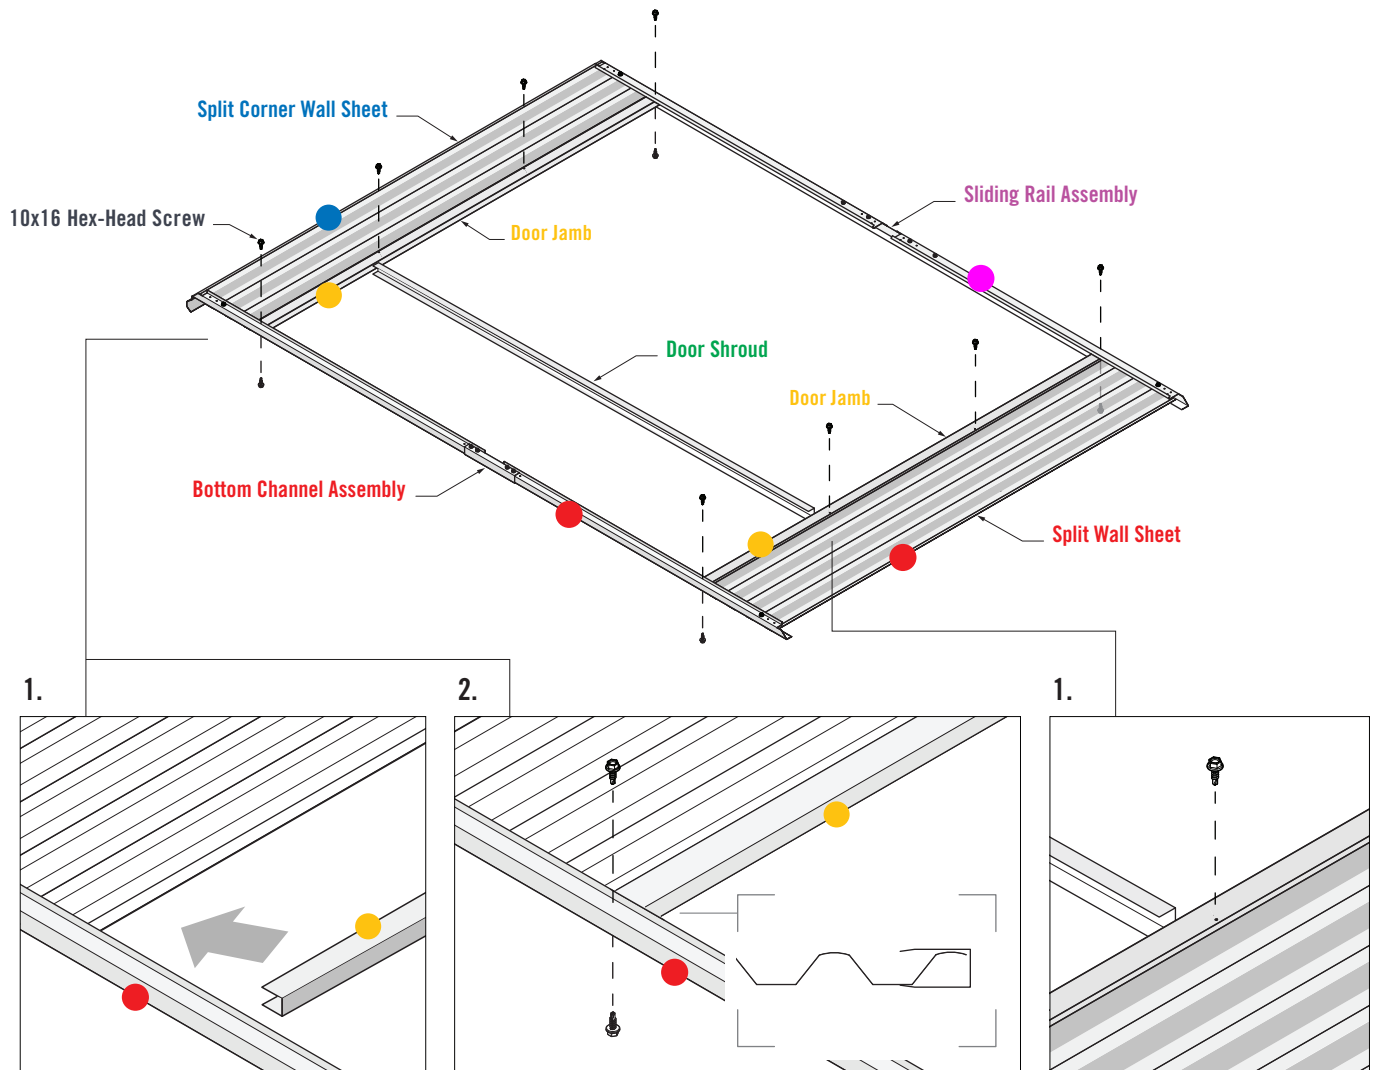 Split Corner Wall Sheet
10x16 Hex-Head Screw
Door Jamb
Sliding Rail Assembly
Door Shroud
Door Jamb
Bottom Channel Assembly
Split Wall Sheet
1.
2.
1.